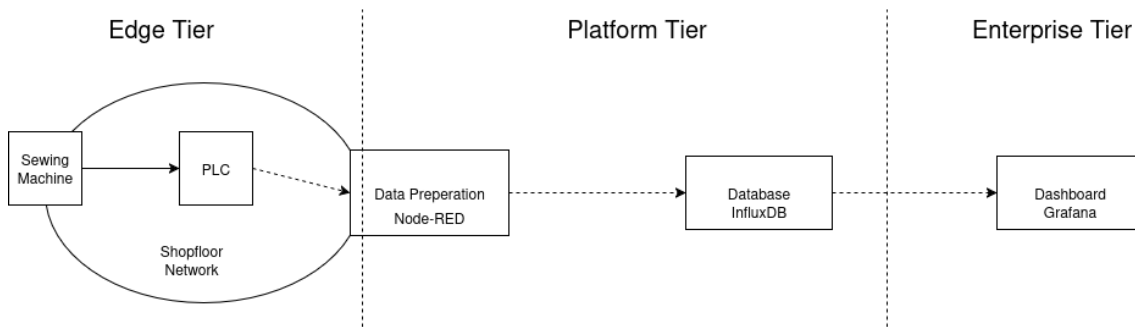 Edge Tier
Platform Tier
Enterprise Tier
Sewing
Machine
PLC
Data Preperation
Node-RED
Database
InfluxDB
Dashboard
Grafana
Shopfloor
Network